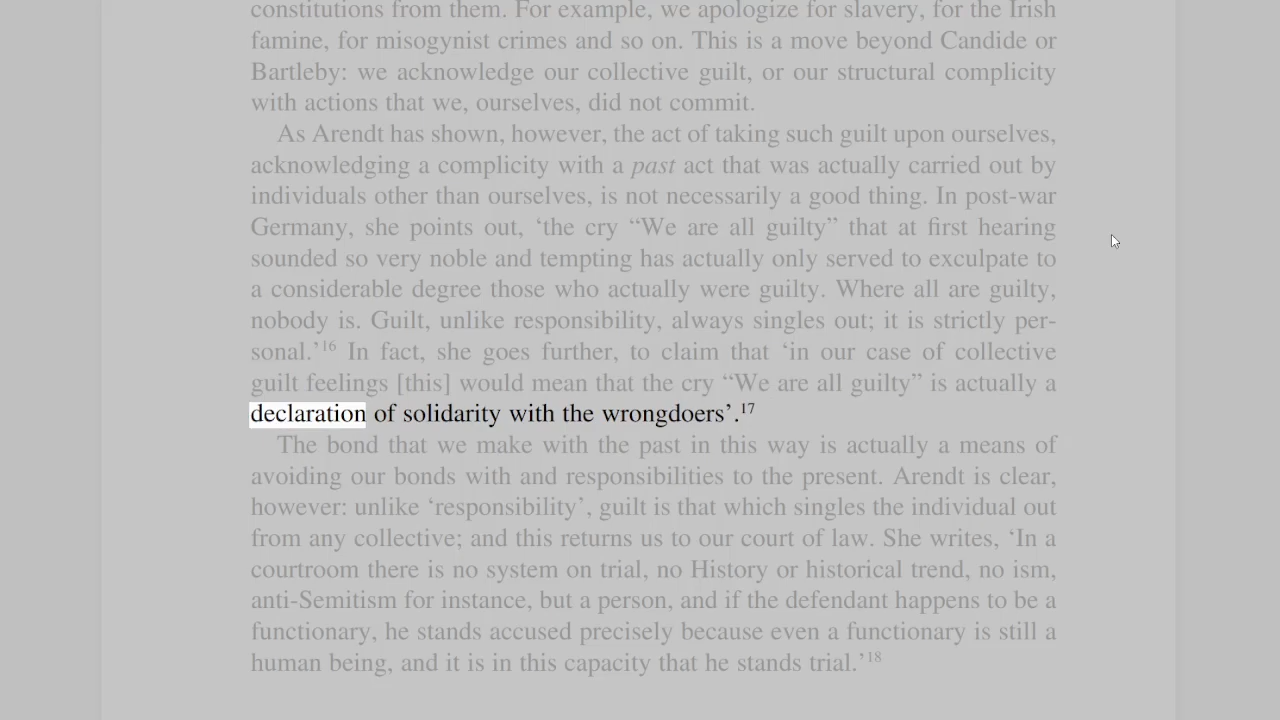 constitutions from them. For example, we apologize for slavery, for the Irish
famine, for misogynist crimes and so on. This is a move beyond Candide or
Bartleby: we acknowledge our collective guilt, or our structural complicity
with actions that we, ourselves, did not commit.
As Arendt has shown, however, the act of taking such guilt upon ourselves,
acknowledging a complicity with a past act that was actually carried out by
individuals other than ourselves, is not necessarily a good thing. In post-war
Germany, she points out, ‘the cry “We are all guilty” that at first hearing
sounded so very noble and tempting has actually only served to exculpate to
a considerable degree those who actually were guilty. Where all are guilty,
nobody is. Guilt, unlike responsibility, always singles out; it is strictly per-
sonal.’16 In fact, she goes further, to claim that ‘in our case of collective
guilt feelings [this] would mean that the cry “We are all guilty” is actually a
declaration of solidarity with the wrongdoers’.17
The bond that we make with the past in this way is actually a means of
avoiding our bonds with and responsibilities to the present. Arendt is clear,
however: unlike ‘responsibility’, guilt is that which singles the individual out
from any collective; and this returns us to our court of law. She writes, ‘In a
courtroom there is no system on trial, no History or historical trend, no ism,
anti-Semitism for instance, but a person, and if the defendant happens to be a
functionary, he stands accused precisely because even a functionary is still a
human being, and it is in this capacity that he stands trial.’18